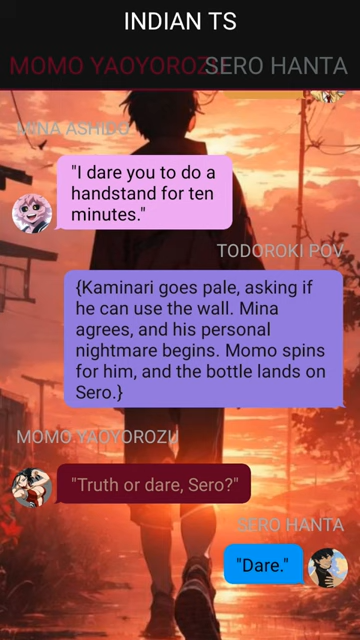 INDIAN TS
MOMO YAOYOROZU SERO HANTA
MINA ASHIDO
"I dare you to do a
handstand for ten
minutes."
TODOROKI POV
{Kaminari goes pale, asking if
he can use the wall. Mina
agrees, and his personal
nightmare begins. Momo spins
for him, and the bottle lands on
Sero.}
MOMO YAOYOROZU
"Truth or dare, Sero?"
SERO HANTA
"Dare."